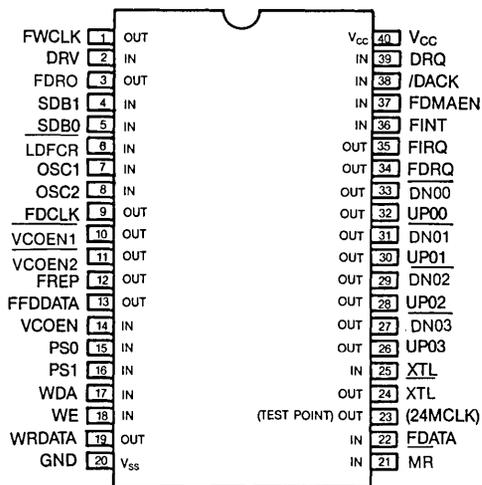 FWCLK 1 OUT V_CC 40 V_CC
DRV 2 IN IN 39 DRQ
FDRO 3 OUT IN 38 /DACK
SDB1 4 IN IN 37 FDMAEN
SDB0 5 IN IN 36 FINT
LDFCR 6 IN OUT 35 FIRQ
OSC1 7 IN OUT 34 FDRQ
OSC2 8 IN OUT 33 DN00
FDCLK 9 OUT OUT 32 UP00
VCOEN1 10 OUT OUT 31 DN01
VCOEN2 11 OUT OUT 30 UP01
FREP 12 OUT OUT 29 DN02
FFDDATA 13 OUT OUT 28 UP02
VCOEN 14 IN OUT 27 DN03
PS0 15 IN OUT 26 UP03
PS1 16 IN IN 25 XTL
WDA 17 IN OUT 24 XTL
WE 18 IN (TEST POINT) OUT 23 (24MCLK)
WRDATA 19 OUT IN 22 FDATA
GND 20 V_SS IN 21 MR